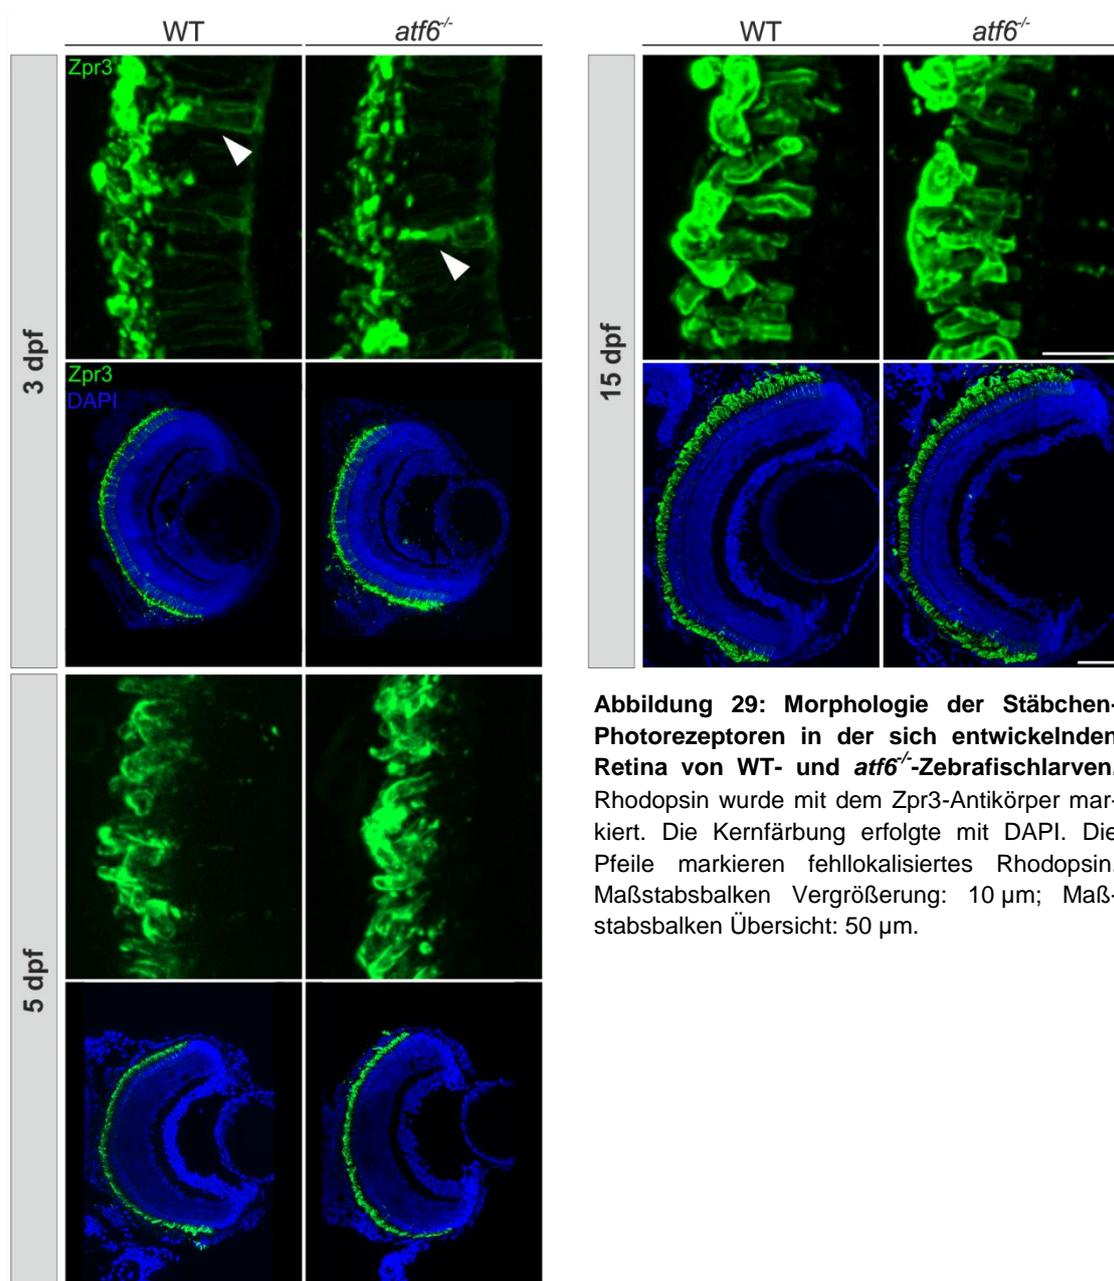 WT
atf6-/-
3 dpf
Zpr3
Zpr3
DAPI
5 dpf
WT
atf6-/-
15 dpf
Abbildung 29: Morphologie der Stäbchen-
Photorezeptoren in der sich entwickelnden
Retina von WT- und atf6-/--Zebrafischlarven.
Rhodopsin wurde mit dem Zpr3-Antikörper mar-
kiert. Die Kernfärbung erfolgte mit DAPI. Die
Pfeile markieren fehllokalisiertes Rhodopsin.
Maßstabsbalken Vergrößerung: 10 µm; Maß-
stabsbalken Übersicht: 50 µm.